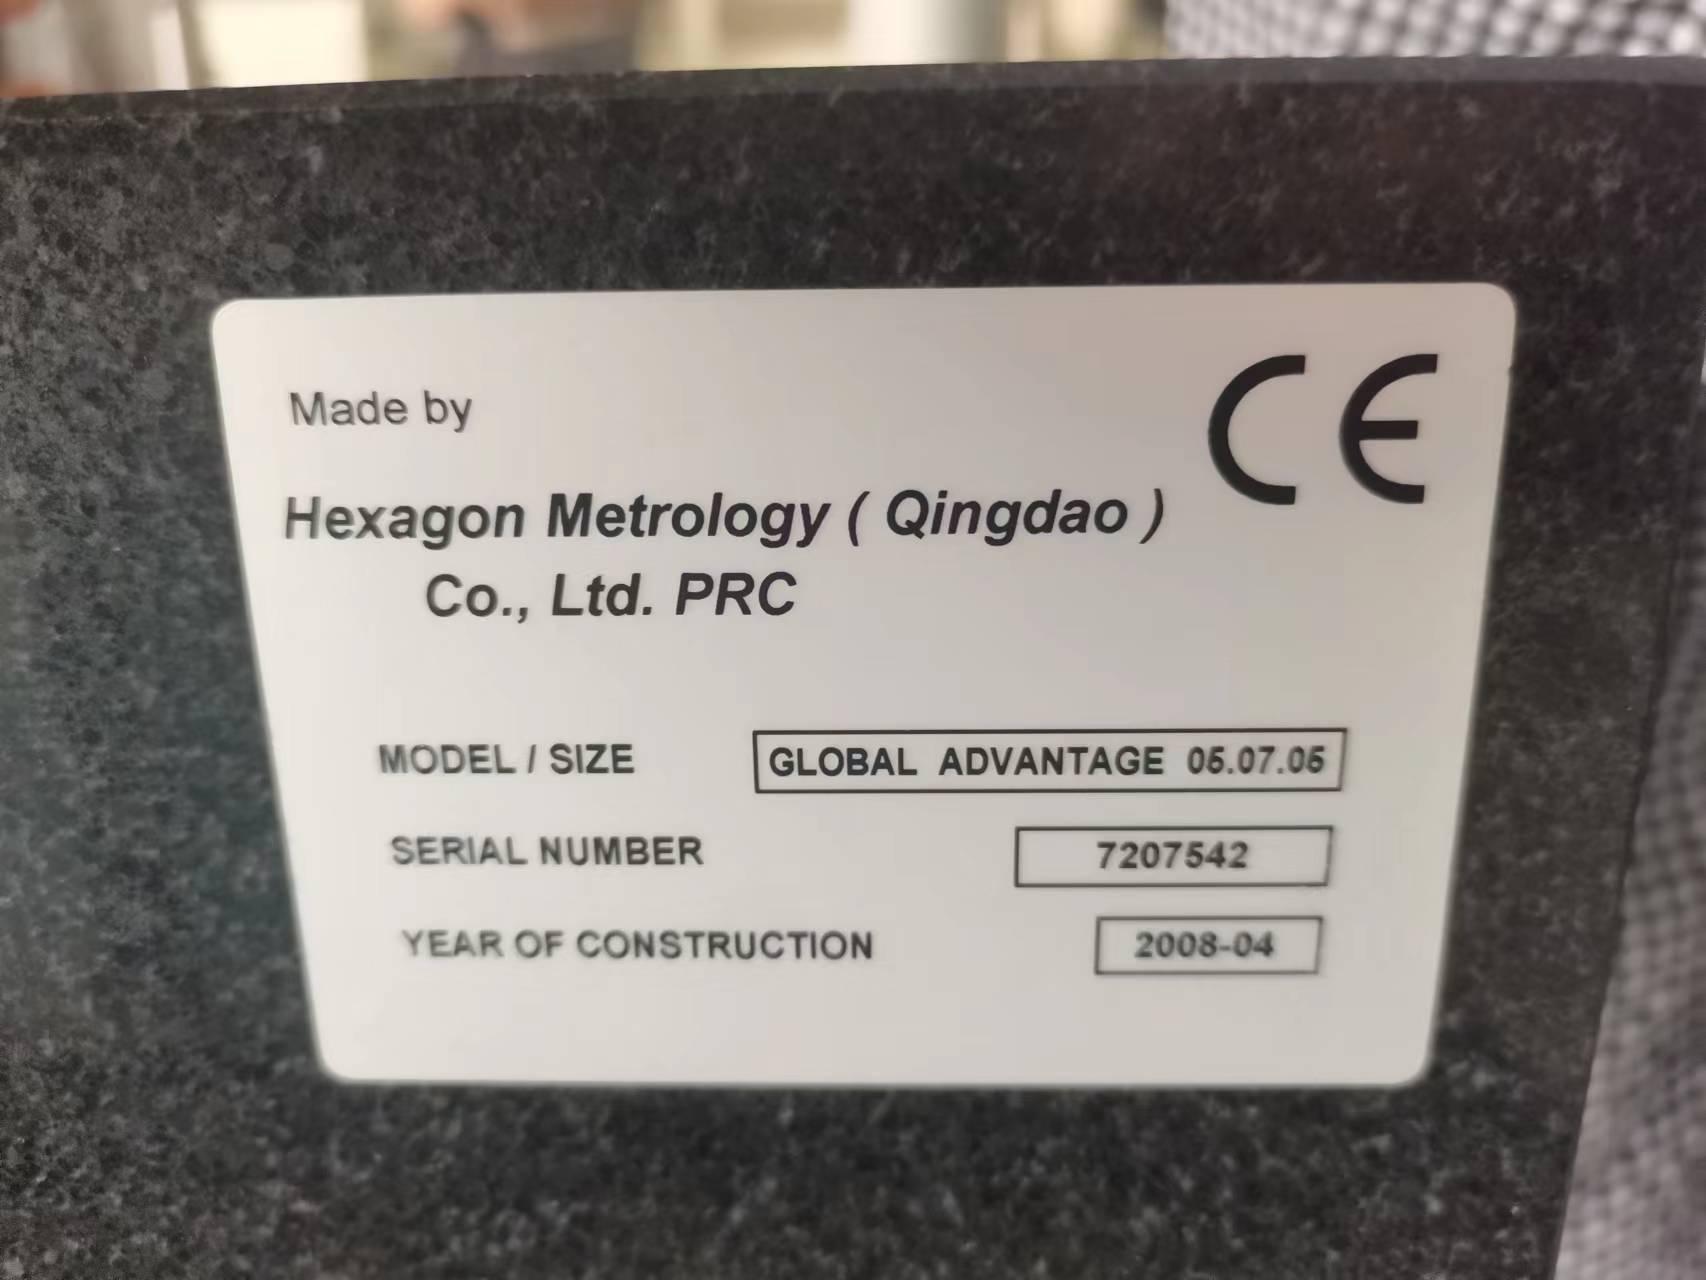 CE
Made by
Hexagon Metrology ( Qingdao )
Co., Ltd. PRC
MODEL / SIZE GLOBAL ADVANTAGE 05.07.05
SERIAL NUMBER 7207542
YEAR OF CONSTRUCTION 2008-04